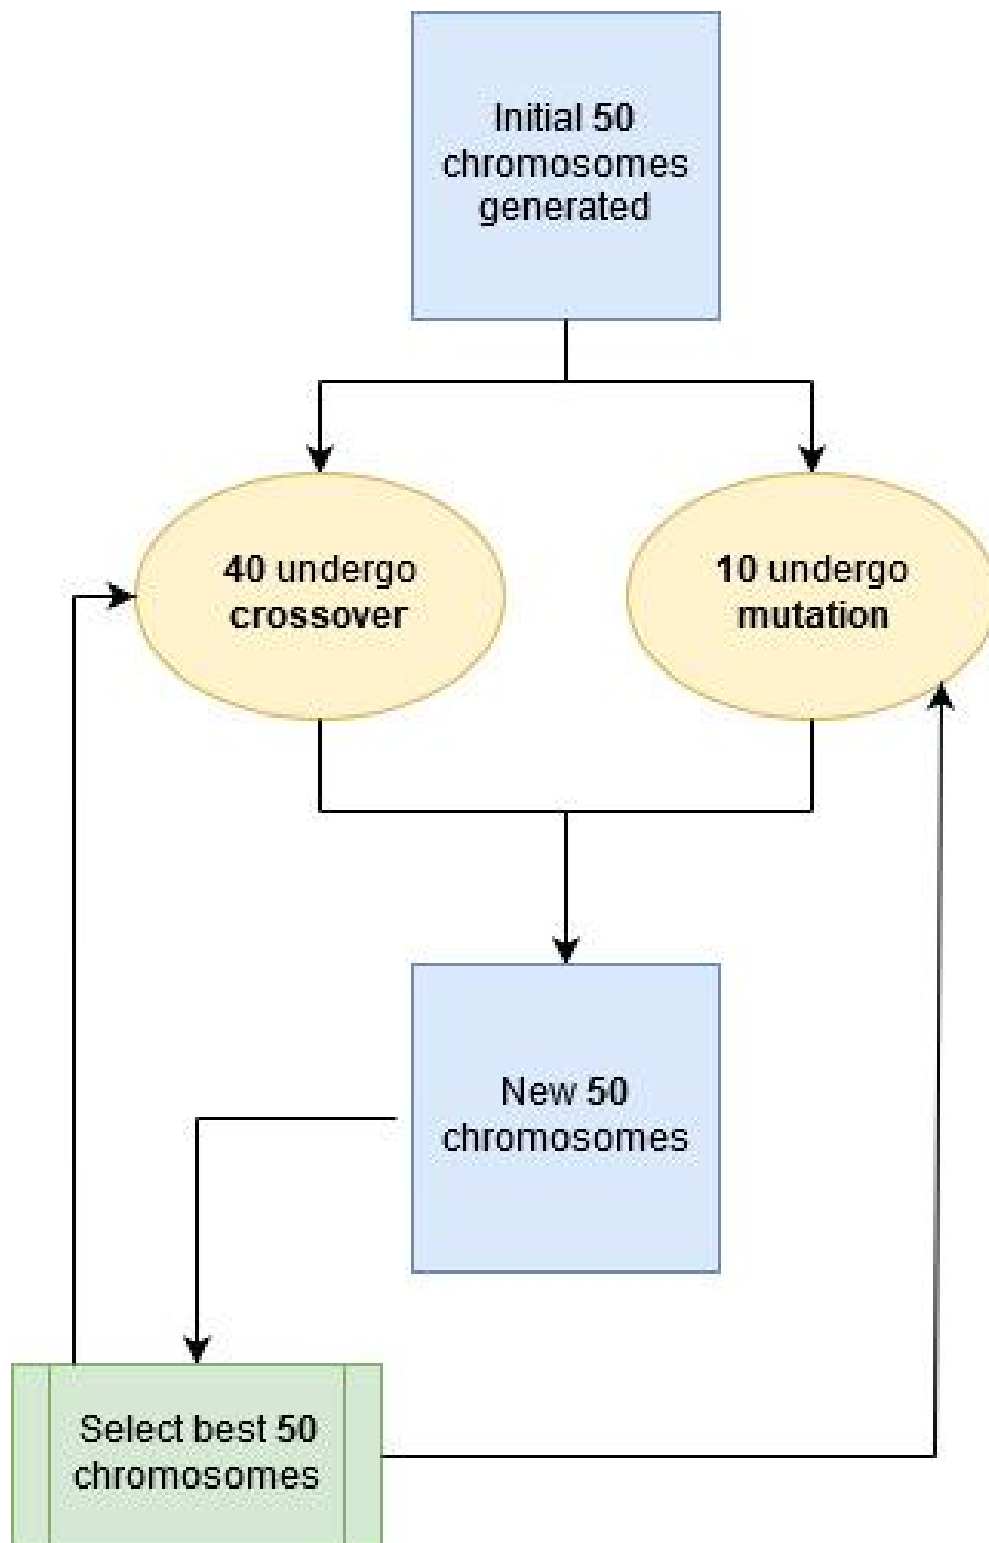 Initial 50
chromosomes
generated
40 undergo
crossover
10 undergo
mutation
New 50
chromosomes
Select best 50
chromosomes